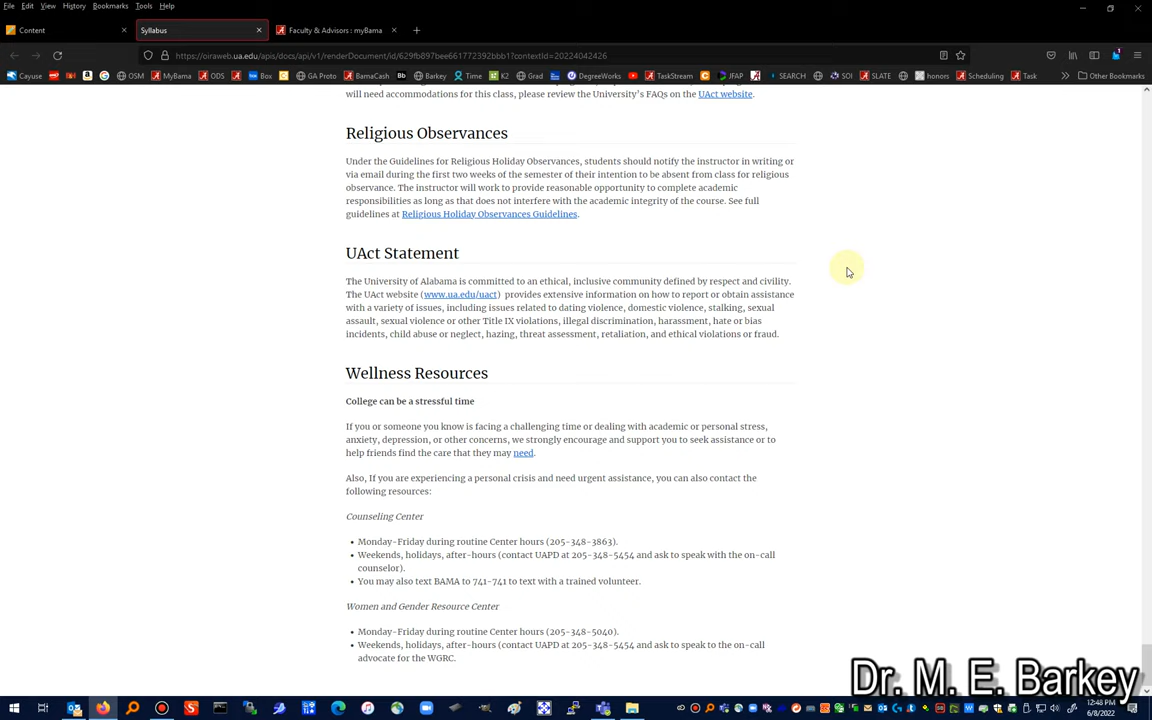 File Edit View History Bookmarks Tools Help
Content Syllabus Faculty & Advisors : myBama
https://oiraweb.ua.edu/apis/docs/api/v1/renderDocument/id/629fb897bee661772392bbb1?contextId=20224042426
Cayuse OSM MyBama ODS Box GA Proto BamaCash Barkey Time K2 Grad DegreeWorks TaskStream JFAP SEARCH SOI SLATE honors Scheduling Task Other Bookmarks
will need accommodations for this class, please review the University's FAQs on the UAct website.
Religious Observances
Under the Guidelines for Religious Holiday Observances, students should notify the instructor in writing or
via email during the first two weeks of the semester of their intention to be absent from class for religious
observance. The instructor will work to provide reasonable opportunity to complete academic
responsibilities as long as that does not interfere with the academic integrity of the course. See full
guidelines at Religious Holiday Observances Guidelines.
UAct Statement
The University of Alabama is committed to an ethical, inclusive community defined by respect and civility.
The UAct website (www.ua.edu/uact) provides extensive information on how to report or obtain assistance
with a variety of issues, including issues related to dating violence, domestic violence, stalking, sexual
assault, sexual violence or other Title IX violations, illegal discrimination, harassment, hate or bias
incidents, child abuse or neglect, hazing, threat assessment, retaliation, and ethical violations or fraud.
Wellness Resources
College can be a stressful time
If you or someone you know is facing a challenging time or dealing with academic or personal stress,
anxiety, depression, or other concerns, we strongly encourage and support you to seek assistance or to
help friends find the care that they may need.
Also, If you are experiencing a personal crisis and need urgent assistance, you can also contact the
following resources:
Counseling Center
• Monday-Friday during routine Center hours (205-348-3863).
• Weekends, holidays, after-hours (contact UAPD at 205-348-5454 and ask to speak with the on-call
counselor).
• You may also text BAMA to 741-741 to text with a trained volunteer.
Women and Gender Resource Center
• Monday-Friday during routine Center hours (205-348-5040).
• Weekends, holidays, after-hours (contact UAPD at 205-348-5454 and ask to speak to the on-call
advocate for the WGRC.
Dr. M. E. Barkey
12:48 PM
6/8/2022